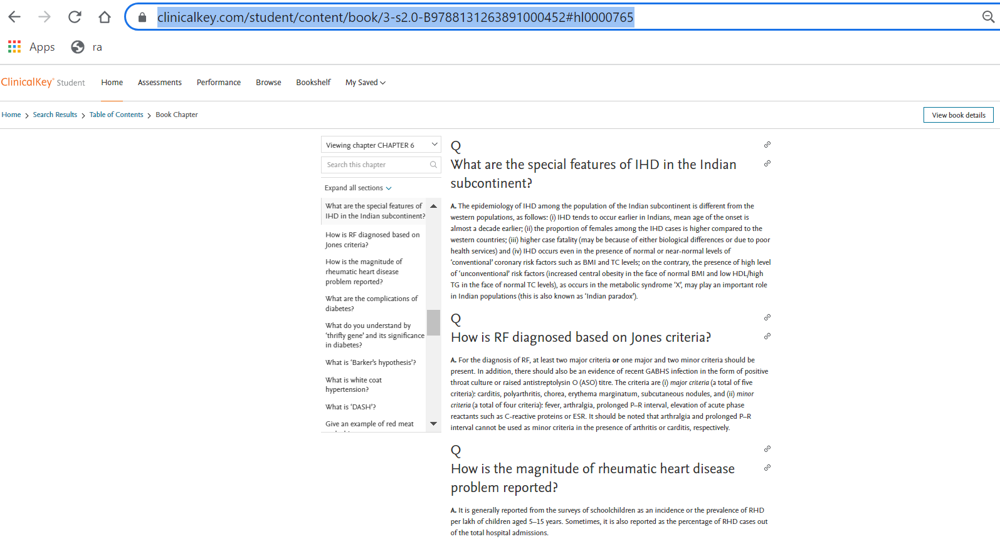 clinicalkey.com/student/content/book/3-s2.0-B9788131263891000452#hl0000765
Apps ra
ClinicalKey® Student Home Assessments Performance Browse Bookshelf My Saved
Home > Search Results > Table of Contents > Book Chapter View book details
Viewing chapter CHAPTER 6
Search this chapter
Expand all sections
What are the special features of
IHD in the Indian subcontinent?
How is RF diagnosed based on
Jones criteria?
How is the magnitude of
rheumatic heart disease
problem reported?
What are the complications of
diabetes?
What do you understand by
‘thrifty gene’ and its significance
in diabetes?
What is ‘Barker’s hypothesis’?
What is white coat
hypertension?
What is ‘DASH’?
Give an example of red meat
Q
What are the special features of IHD in the Indian
subcontinent?
A. The epidemiology of IHD among the population of the Indian subcontinent is different from the
western populations, as follows: (i) IHD tends to occur earlier in Indians, mean age of the onset is
almost a decade earlier; (ii) the proportion of females among the IHD cases is higher compared to the
western countries; (iii) higher case fatality (may be because of either biological differences or due to poor
health services) and (iv) IHD occurs even in the presence of normal or near-normal levels of
‘conventional’ coronary risk factors such as BMI and TC levels; on the contrary, the presence of high level
of ‘unconventional’ risk factors (increased central obesity in the face of normal BMI and low HDL/high
TG in the face of normal TC levels), as occurs in the metabolic syndrome ‘X’, may play an important role
in Indian populations (this is also known as ‘Indian paradox’).
Q
How is RF diagnosed based on Jones criteria?
A. For the diagnosis of RF, at least two major criteria or one major and two minor criteria should be
present. In addition, there should also be an evidence of recent GABHS infection in the form of positive
throat culture or raised antistreptolysin O (ASO) titre. The criteria are (i) major criteria (a total of five
criteria): carditis, polyarthritis, chorea, erythema marginatum, subcutaneous nodules, and (ii) minor
criteria (a total of four criteria): fever, arthralgia, prolonged P–R interval, elevation of acute phase
reactants such as C-reactive proteins or ESR. It should be noted that arthralgia and prolonged P–R
interval cannot be used as minor criteria in the presence of arthritis or carditis, respectively.
Q
How is the magnitude of rheumatic heart disease
problem reported?
A. It is generally reported from the surveys of schoolchildren as an incidence or the prevalence of RHD
per lakh of children aged 5–15 years. Sometimes, it is also reported as the percentage of RHD cases out
of the total hospital admissions.